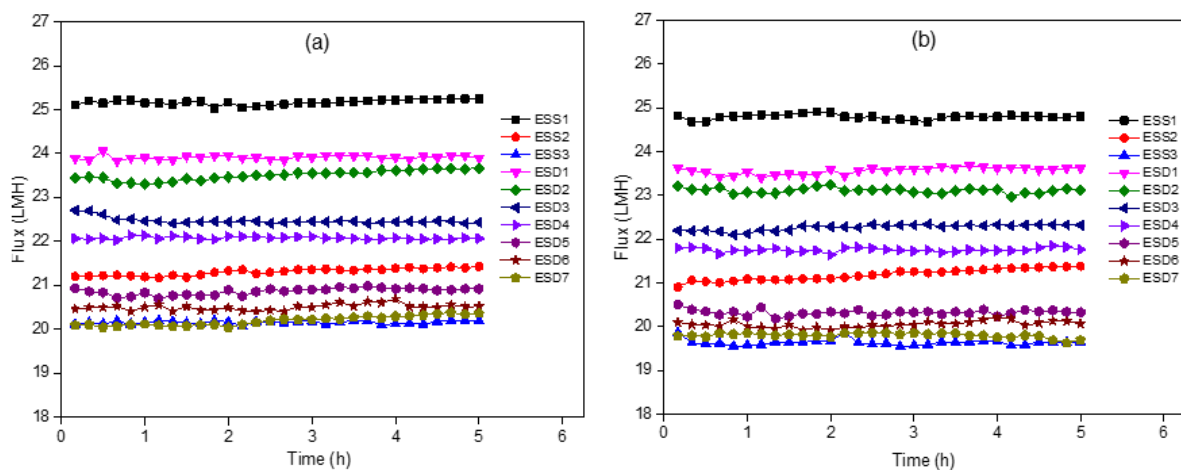 (a)
Flux (LMH)
27
26
25
24
23
22
21
20
19
18
0 1 2 3 4 5 6
Time (h)
ESS1
ESS2
ESS3
ESD1
ESD2
ESD3
ESD4
ESD5
ESD6
ESD7
(b)
Flux (LMH)
27
26
25
24
23
22
21
20
19
18
0 1 2 3 4 5 6
Time (h)
ESS1
ESS2
ESS3
ESD1
ESD2
ESD3
ESD4
ESD5
ESD6
ESD7